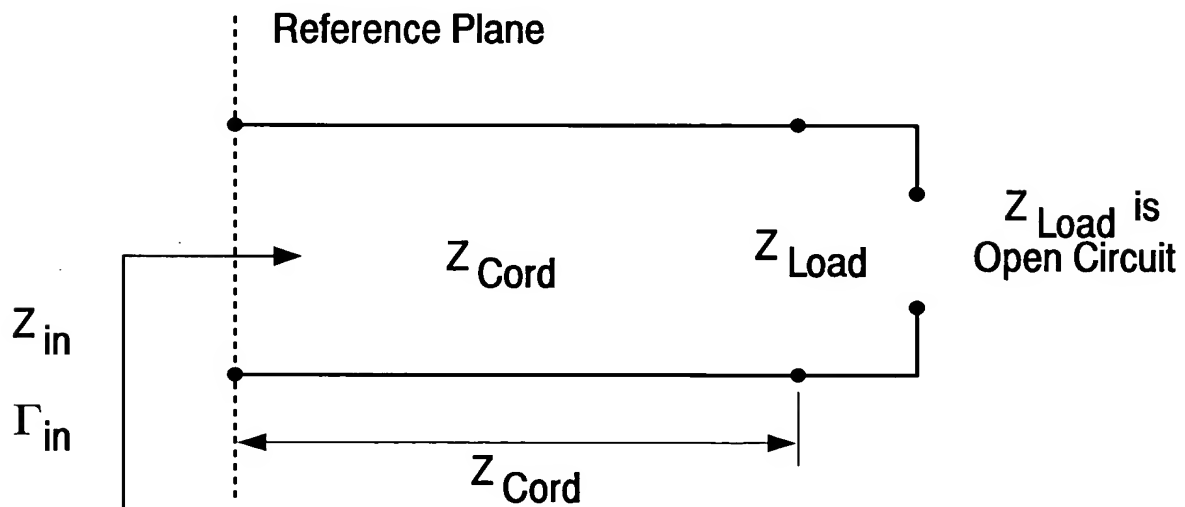 Reference Plane
Z Cord
Z Load
Z Load is
Open Circuit
Z in
Γ in
Z Cord